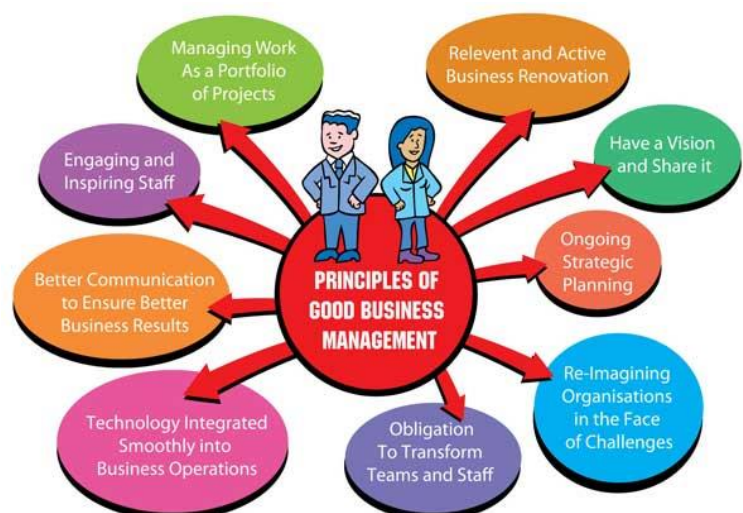 Managing Work
As a Portfolio
of Projects
Relevent and Active
Business Renovation
Have a Vision
and Share it
Engaging and
Inspiring Staff
Ongoing
Strategic
Planning
PRINCIPLES OF
GOOD BUSINESS
MANAGEMENT
Better Communication
to Ensure Better
Business Results
Re-Imagining
Organisations
in the Face
of Challenges
Technology Integrated
Smoothly into
Business Operations
Obligation
To Transform
Teams and Staff